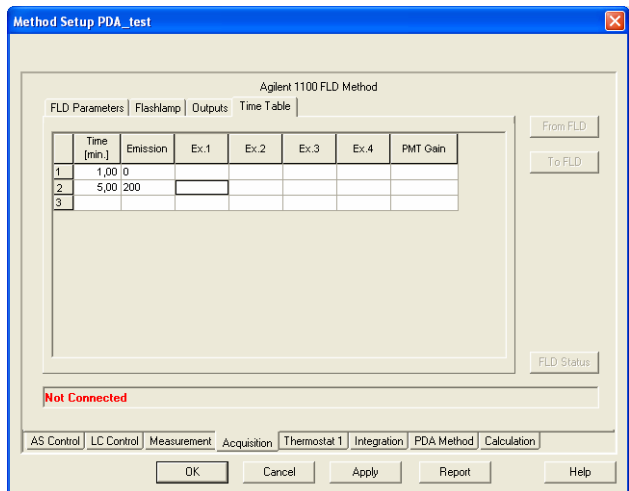 Method Setup PDA_test
Agilent 1100 FLD Method
FLD Parameters Flashlamp Outputs Time Table
From FLD
To FLD
Time [min.] Emission Ex.1 Ex.2 Ex.3 Ex.4 PMT Gain
1 1,00 0
2 5,00 200
3
FLD Status
Not Connected
AS Control LC Control Measurement Acquisition Thermostat 1 Integration PDA Method Calculation
OK Cancel Apply Report Help